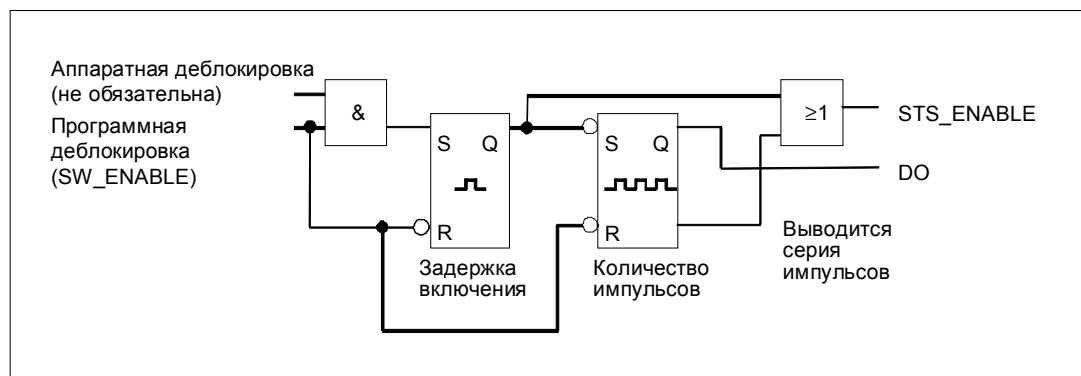 Аппаратная деблокировка
(не обязательна)
Программная
деблокировка
(SW_ENABLE)
&
S Q
R
Задержка
включения
S Q
R
Количество
импульсов
≥1
STS_ENABLE
DO
Выводится
серия
импульсов